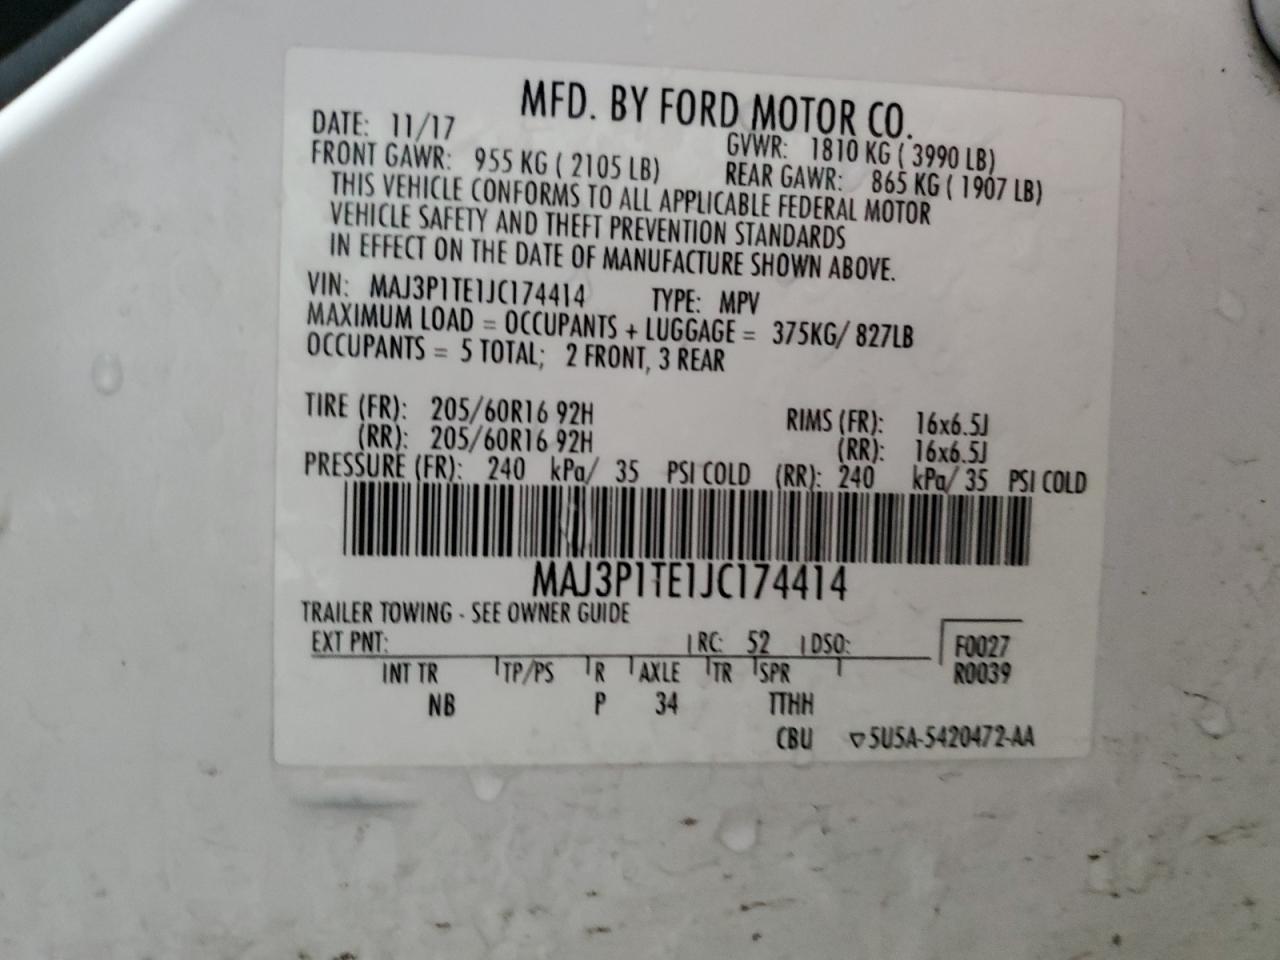 MFD. BY FORD MOTOR CO.
DATE: 11/17 GVWR: 1810 KG ( 3990 LB)
FRONT GAWR: 955 KG ( 2105 LB) REAR GAWR: 865 KG ( 1907 LB)
THIS VEHICLE CONFORMS TO ALL APPLICABLE FEDERAL MOTOR
VEHICLE SAFETY AND THEFT PREVENTION STANDARDS
IN EFFECT ON THE DATE OF MANUFACTURE SHOWN ABOVE.
VIN: MAJ3P1TE1JC174414 TYPE: MPV
MAXIMUM LOAD = OCCUPANTS + LUGGAGE = 375KG/ 827LB
OCCUPANTS = 5 TOTAL; 2 FRONT, 3 REAR
TIRE (FR): 205/60R16 92H RIMS (FR): 16x6.5J
(RR): 205/60R16 92H (RR): 16x6.5J
PRESSURE (FR): 240 kPa/ 35 PSI COLD (RR): 240 kPa/ 35 PSI COLD
MAJ3P1TE1JC174414
TRAILER TOWING - SEE OWNER GUIDE
EXT PNT: RC: 52 DSO: F0027
INT TR TP/PS R AXLE TR SPR R0039
NB P 34 TTHH
CBU ▽5U5A-5420472-AA